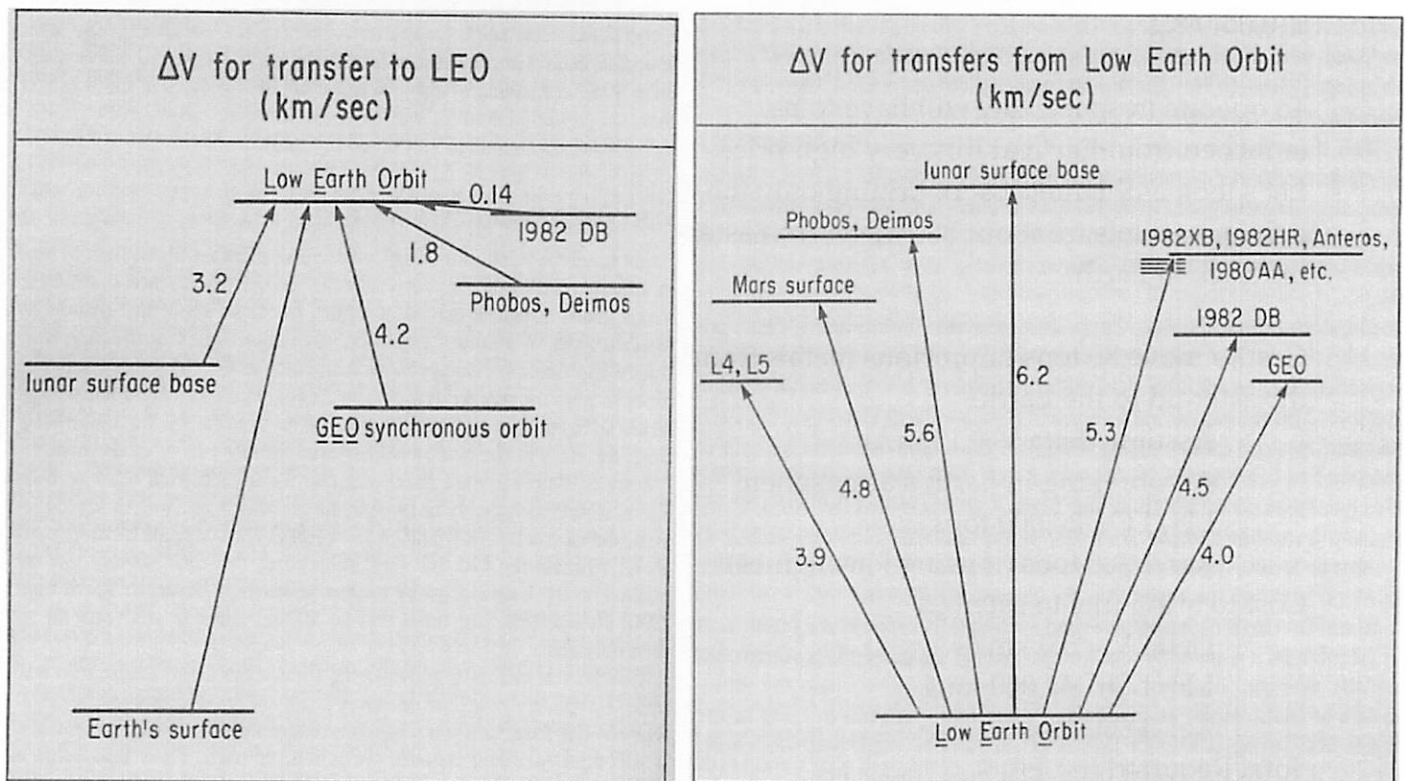 ΔV for transfer to LEO
(km/sec)
Low Earth Orbit
0.14
1982 DB
1.8
Phobos, Deimos
3.2
4.2
lunar surface base
GEO synchronous orbit
Earth's surface
ΔV for transfers from Low Earth Orbit
(km/sec)
lunar surface base
Phobos, Deimos
1982XB, 1982HR, Anteros,
1980AA, etc.
Mars surface
1982 DB
L4, L5
GEO
6.2
5.6
5.3
4.8
4.5
3.9
4.0
Low Earth Orbit